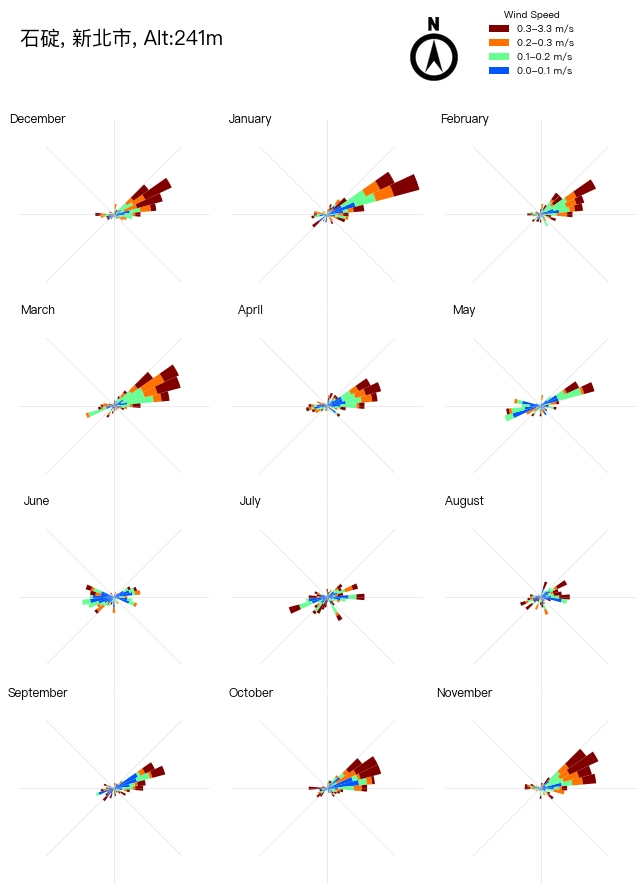 石碇, 新北市, Alt:241m
N
Wind Speed
0.3–3.3 m/s
0.2–0.3 m/s
0.1–0.2 m/s
0.0–0.1 m/s
December
January
February
March
April
May
June
July
August
September
October
November